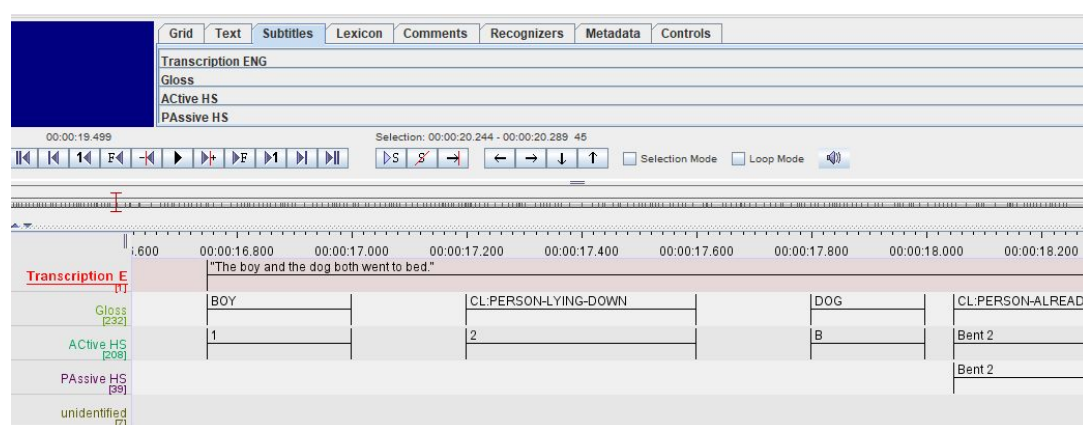 Grid Text Subtitles Lexicon Comments Recognizers Metadata Controls
Transcription ENG
Gloss
ACtive HS
PAssive HS
00:00:19.499 Selection: 00:00:20.244 - 00:00:20.289 45
1 F + F 1 S S Selection Mode Loop Mode
.600 00:00:16.800 00:00:17.000 00:00:17.200 00:00:17.400 00:00:17.600 00:00:17.800 00:00:18.000 00:00:18.200
Transcription E "The boy and the dog both went to bed."
[1]
Gloss BOY CL:PERSON-LYING-DOWN DOG CL:PERSON-ALREAD
[232]
ACtive HS 1 2 B Bent 2
[208]
PAssive HS Bent 2
[39]
unidentified
[7]